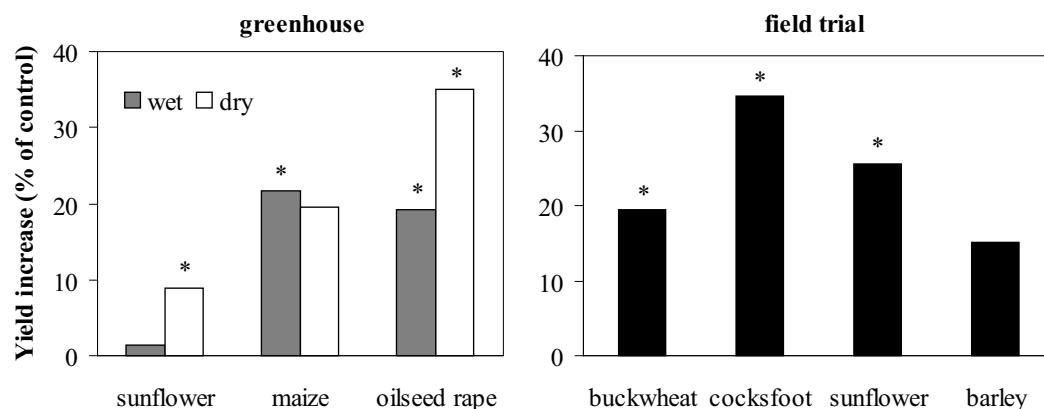 greenhouse
Yield increase (% of control)
40
30
20
10
0
wet dry
*
*
*
*
sunflower maize oilseed rape
field trial
40
30
20
10
0
*
*
*
buckwheat cocksfoot sunflower barley